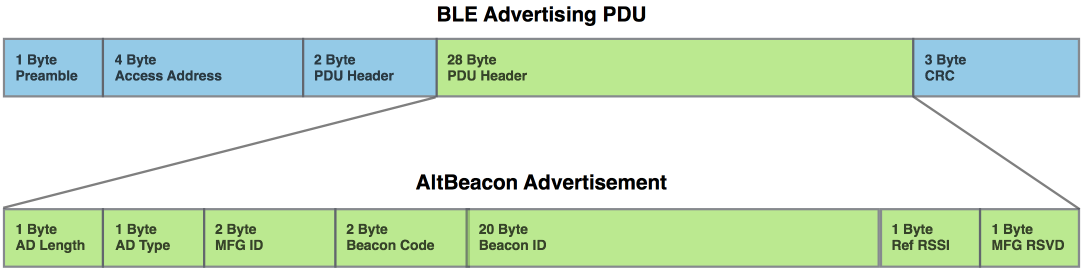 BLE Advertising PDU
1 Byte
Preamble
4 Byte
Access Address
2 Byte
PDU Header
28 Byte
PDU Header
3 Byte
CRC
AltBeacon Advertisement
1 Byte
AD Length
1 Byte
AD Type
2 Byte
MFG ID
2 Byte
Beacon Code
20 Byte
Beacon ID
1 Byte
Ref RSSI
1 Byte
MFG RSVD